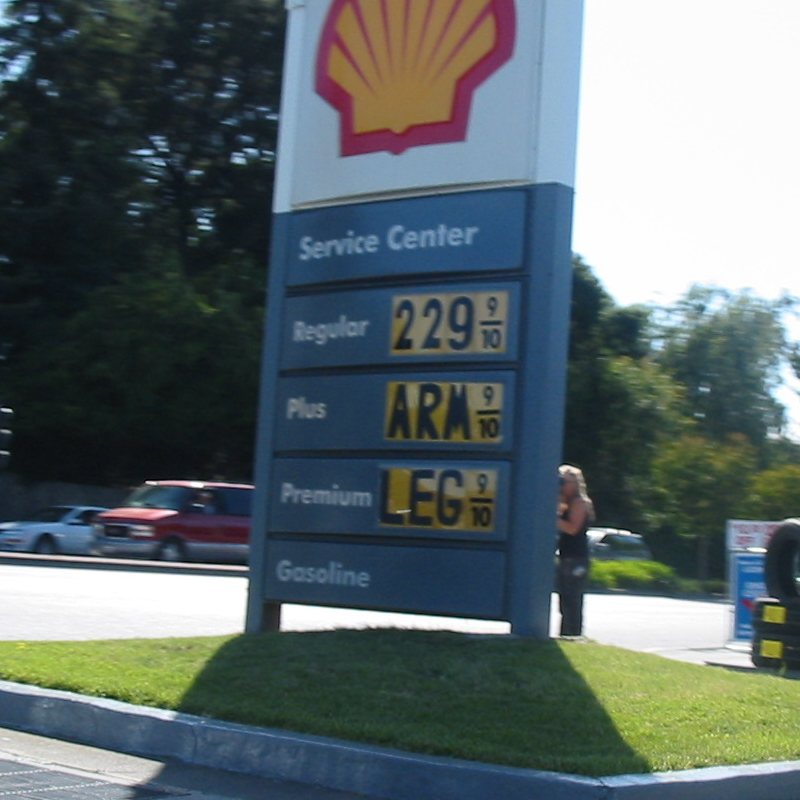 Service Center
Regular 229 9/10
Plus ARM 9/10
Premium LEG 9/10
Gasoline